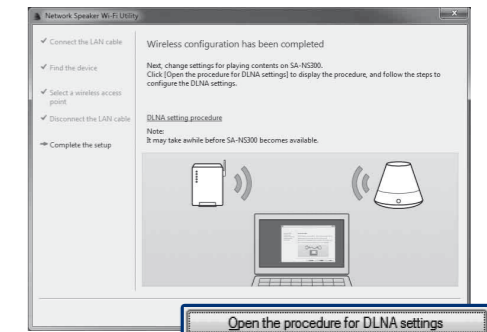 Network Speaker Wi-Fi Utility
✔ Connect the LAN cable
✔ Find the device
✔ Select a wireless access
point
✔ Disconnect the LAN cable
➔ Complete the setup
Wireless configuration has been completed
Next, change settings for playing contents on SA-NS300.
Click [Open the procedure for DLNA settings] to display the procedure, and follow the steps to
configure the DLNA settings.
DLNA setting procedure
Note:
It may take awhile before SA-NS300 becomes available.
Open the procedure for DLNA settings